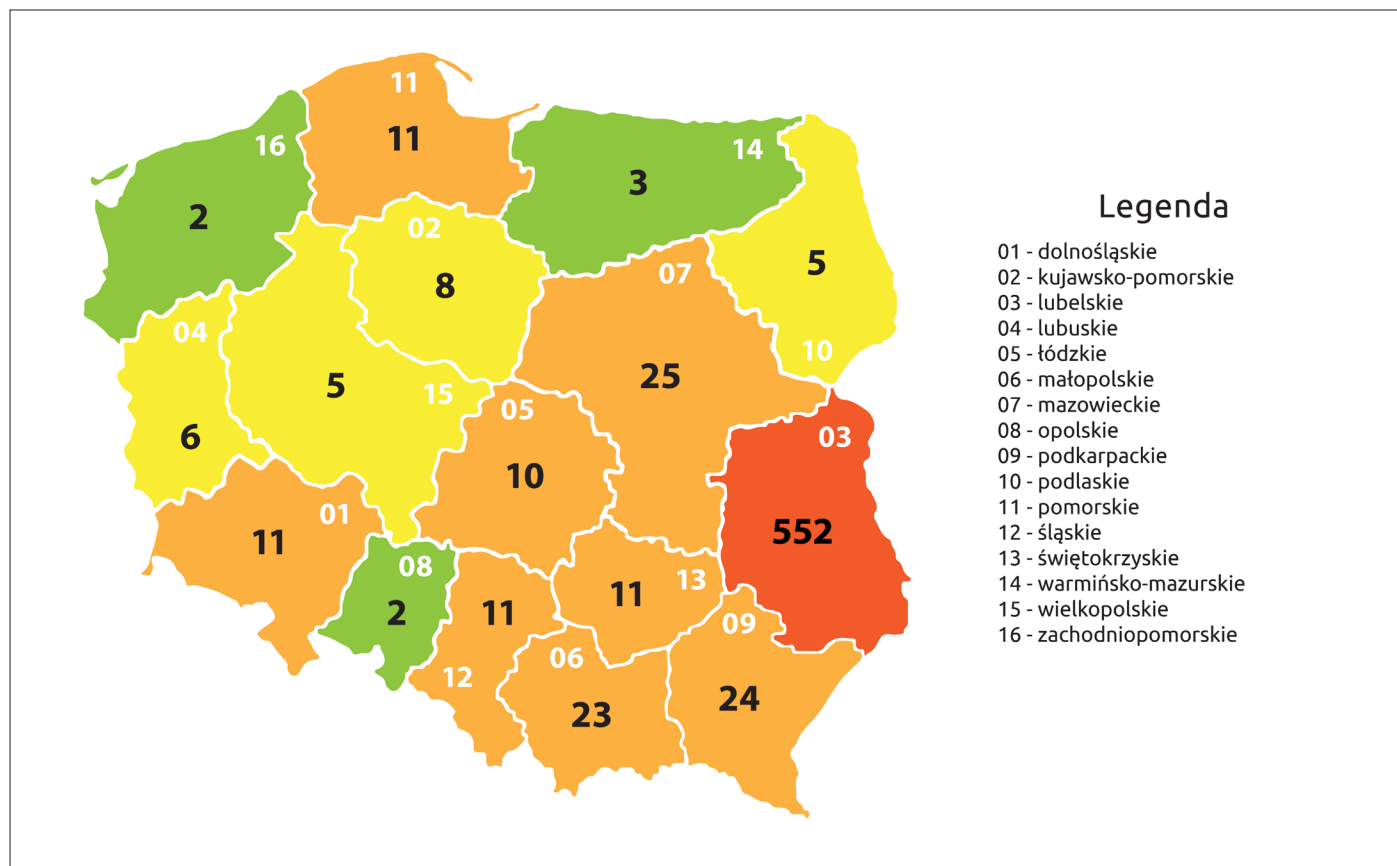 11
11
16
2
14
3
02
8
07
5
10
04
6
5
15
25
05
10
03
552
01
11
08
2
11
12
13
11
09
24
06
23
Legenda
01 - dolnośląskie
02 - kujawsko-pomorskie
03 - lubelskie
04 - lubuskie
05 - łódzkie
06 - małopolskie
07 - mazowieckie
08 - opolskie
09 - podkarpackie
10 - podlaskie
11 - pomorskie
12 - śląskie
13 - świętokrzyskie
14 - warmińsko-mazurskie
15 - wielkopolskie
16 - zachodniopomorskie